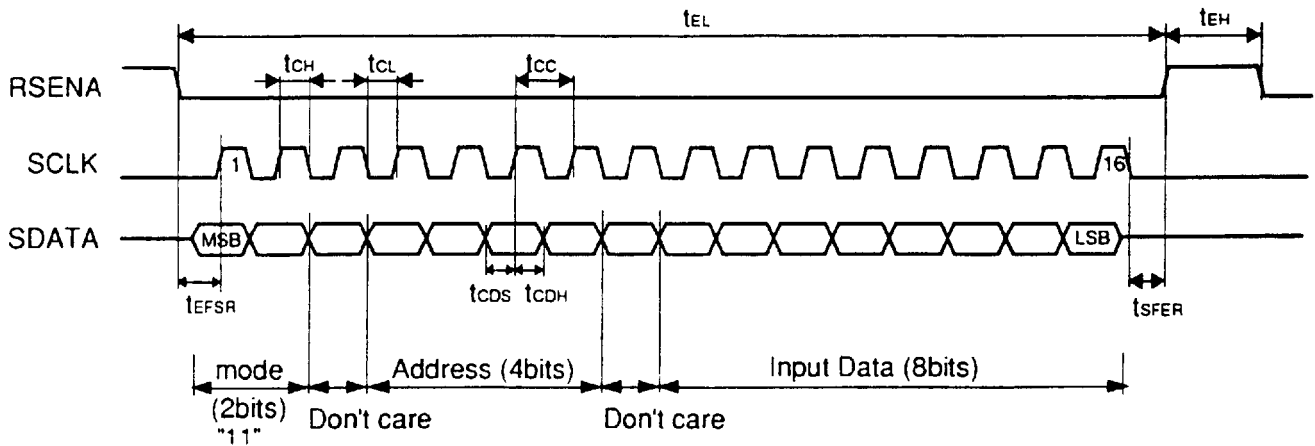 tEL
tEH
tCH
tCL
tCC
RSENA
SCLK
1
16
SDATA
MSB
LSB
tEFSR
tCDS
tCDH
tSFER
mode
(2bits)
"11"
Don't care
Address (4bits)
Don't care
Input Data (8bits)